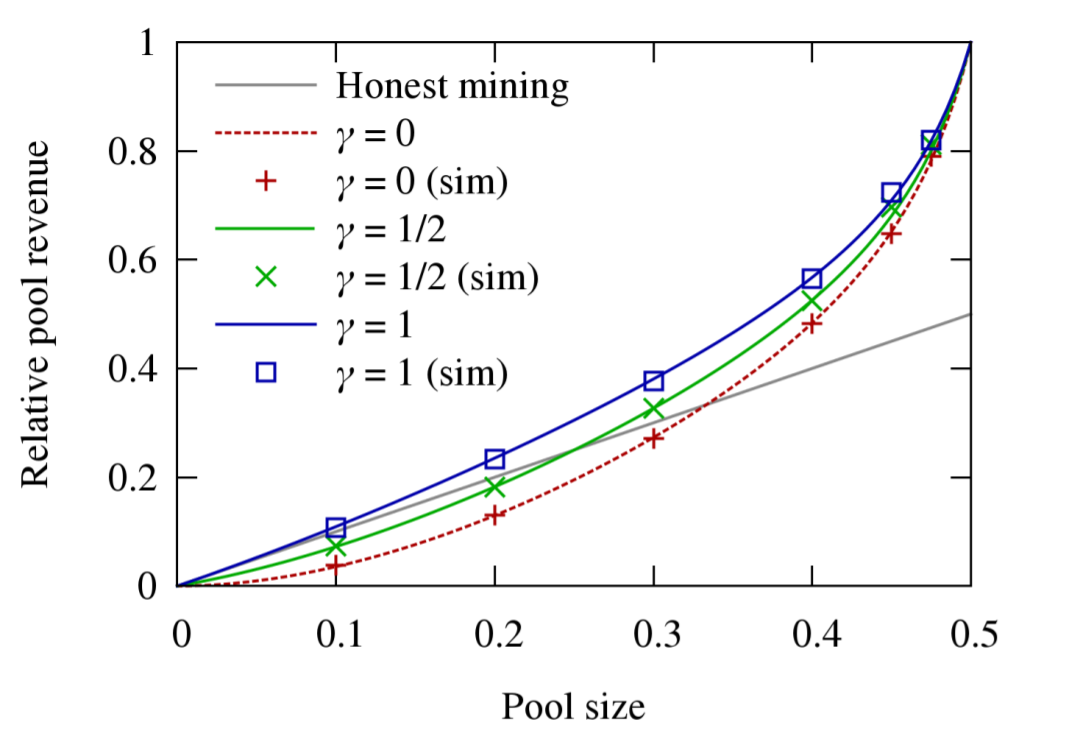 1
0.8
0.6
0.4
0.2
0
Relative pool revenue
Honest mining
γ = 0
γ = 0 (sim)
γ = 1/2
γ = 1/2 (sim)
γ = 1
γ = 1 (sim)
0 0.1 0.2 0.3 0.4 0.5
Pool size